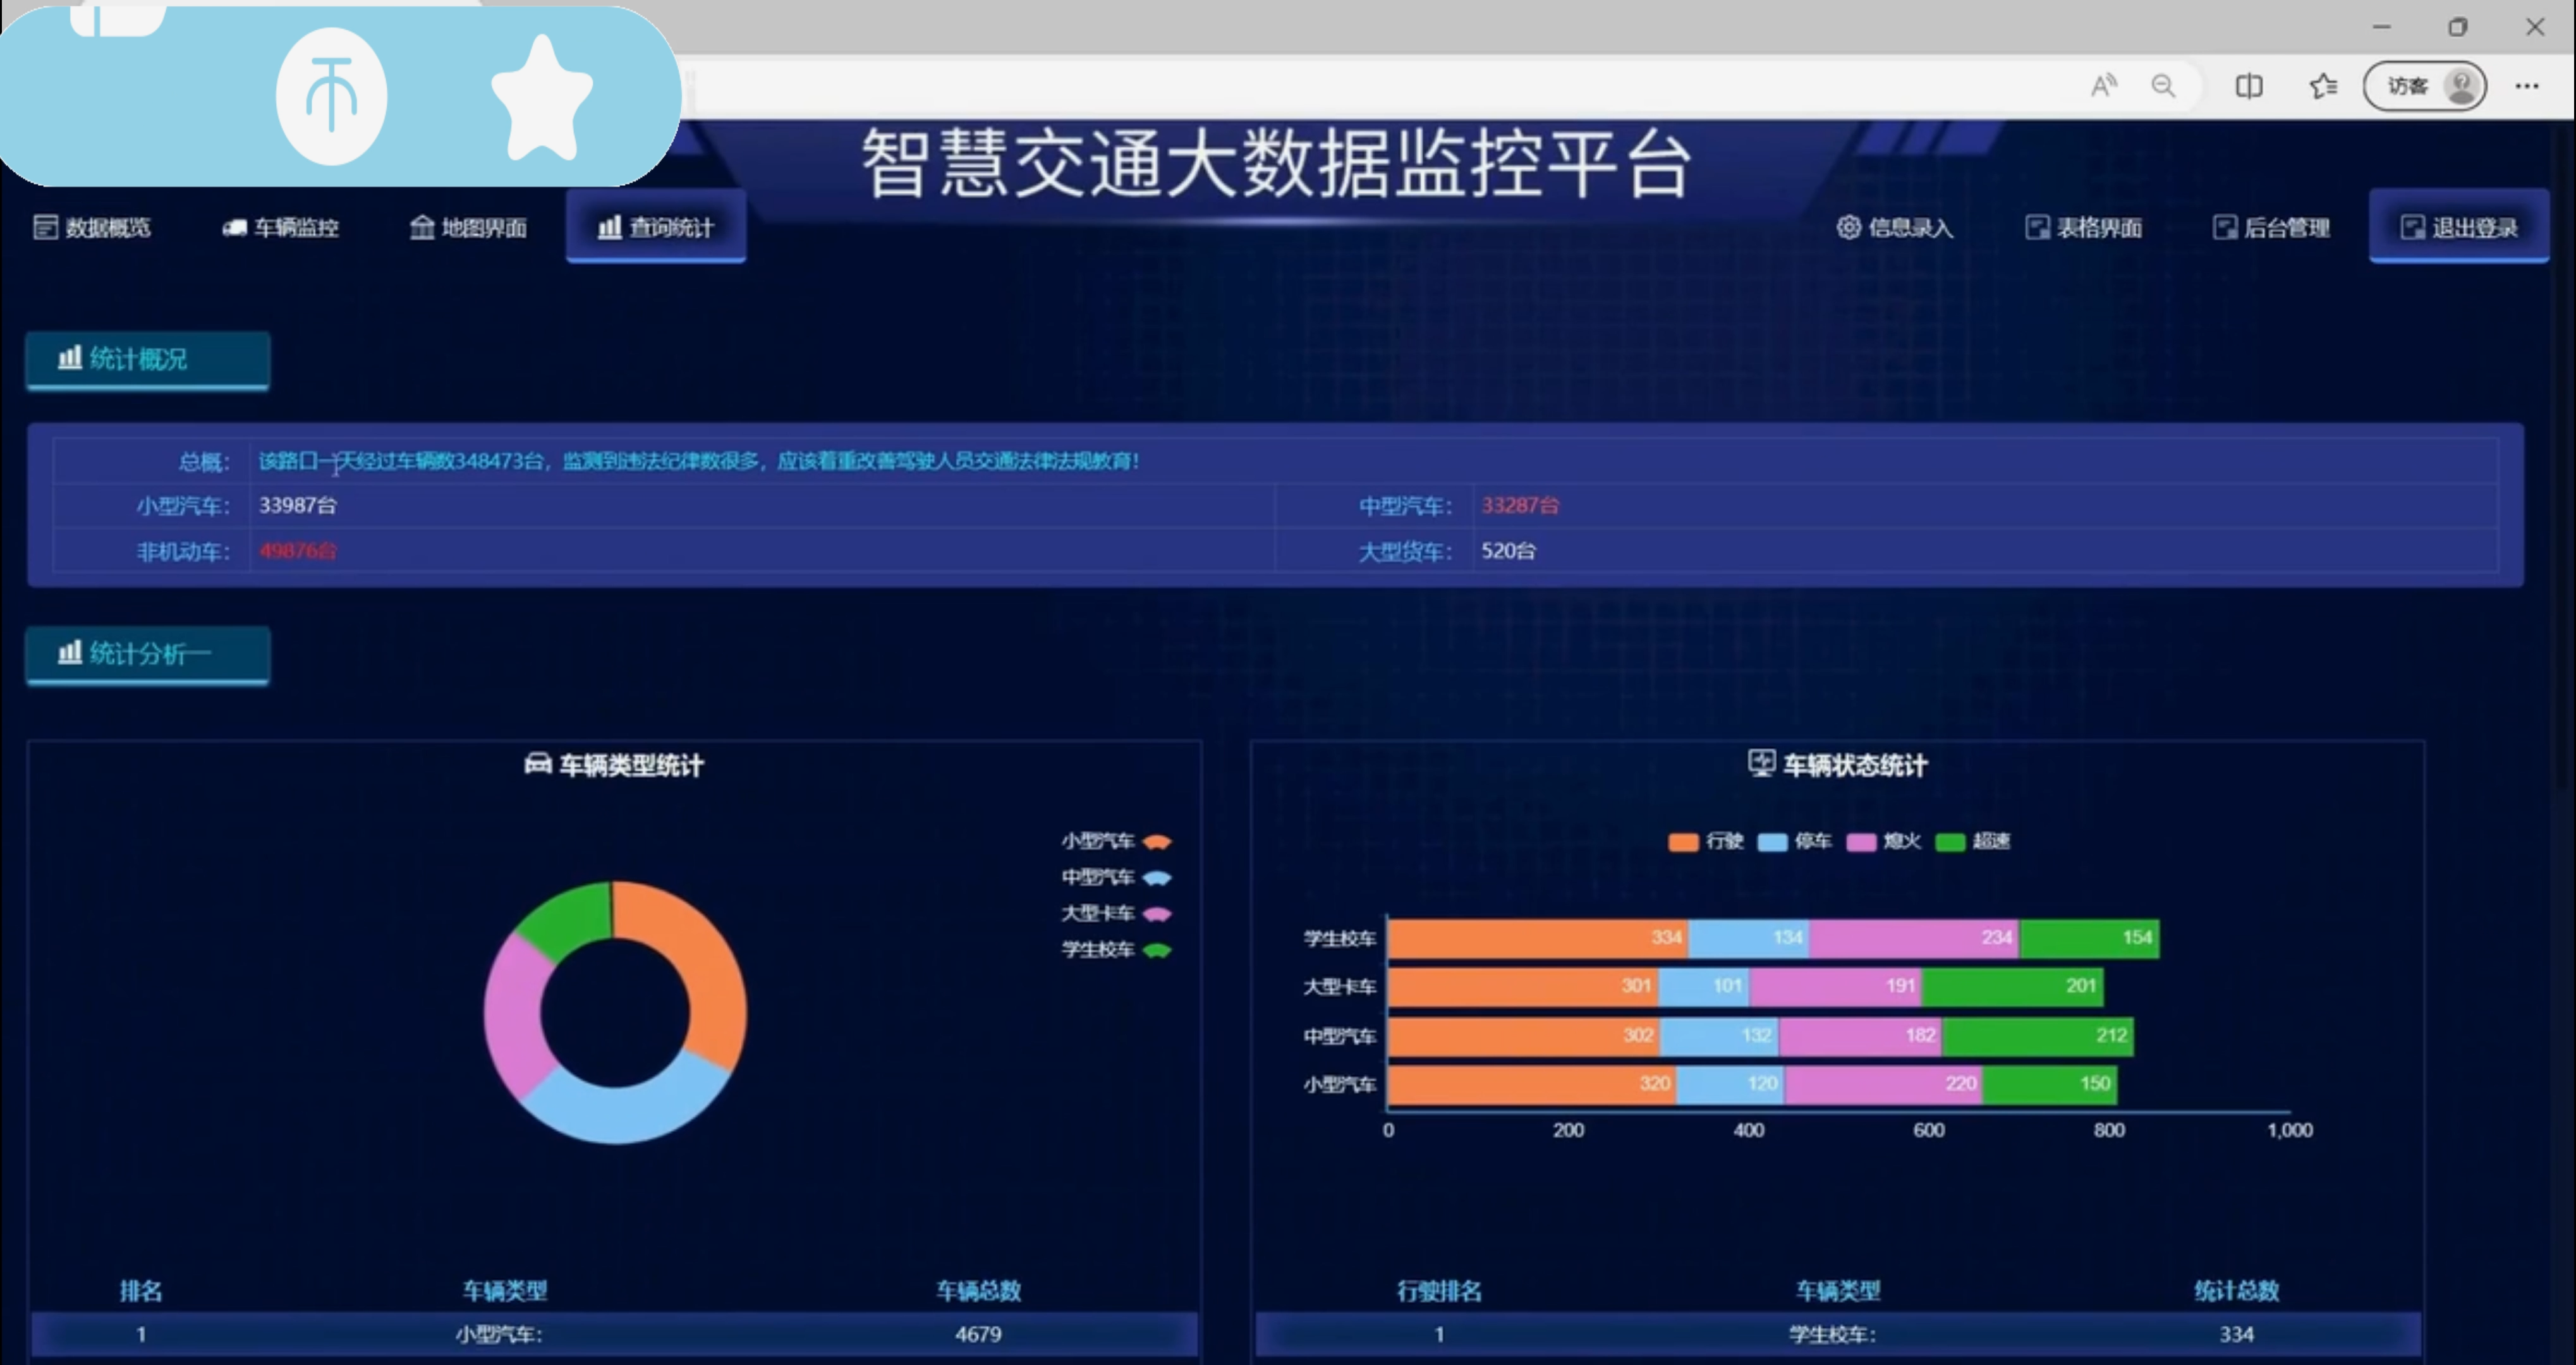 访客
智慧交通大数据监控平台
数据概览 车辆监控 地图界面 查询统计 信息录入 表格界面 后台管理 退出登录
统计概况
总概： 该路口一天经过车辆数348473台，监测到违法纪律数很多，应该着重改善驾驶人员交通法律法规教育！
小型汽车： 33987台 中型汽车： 33287台
非机动车： 49876台 大型货车： 520台
统计分析一
车辆类型统计
小型汽车
中型汽车
大型卡车
学生校车
排名 车辆类型 车辆总数
1 小型汽车： 4679
车辆状态统计
行驶 停车 熄火 超速
学生校车 334 134 234 154
大型卡车 301 101 191 201
中型汽车 302 132 182 212
小型汽车 320 120 220 150
0 200 400 600 800 1,000
行驶排名 车辆类型 统计总数
1 学生校车： 334